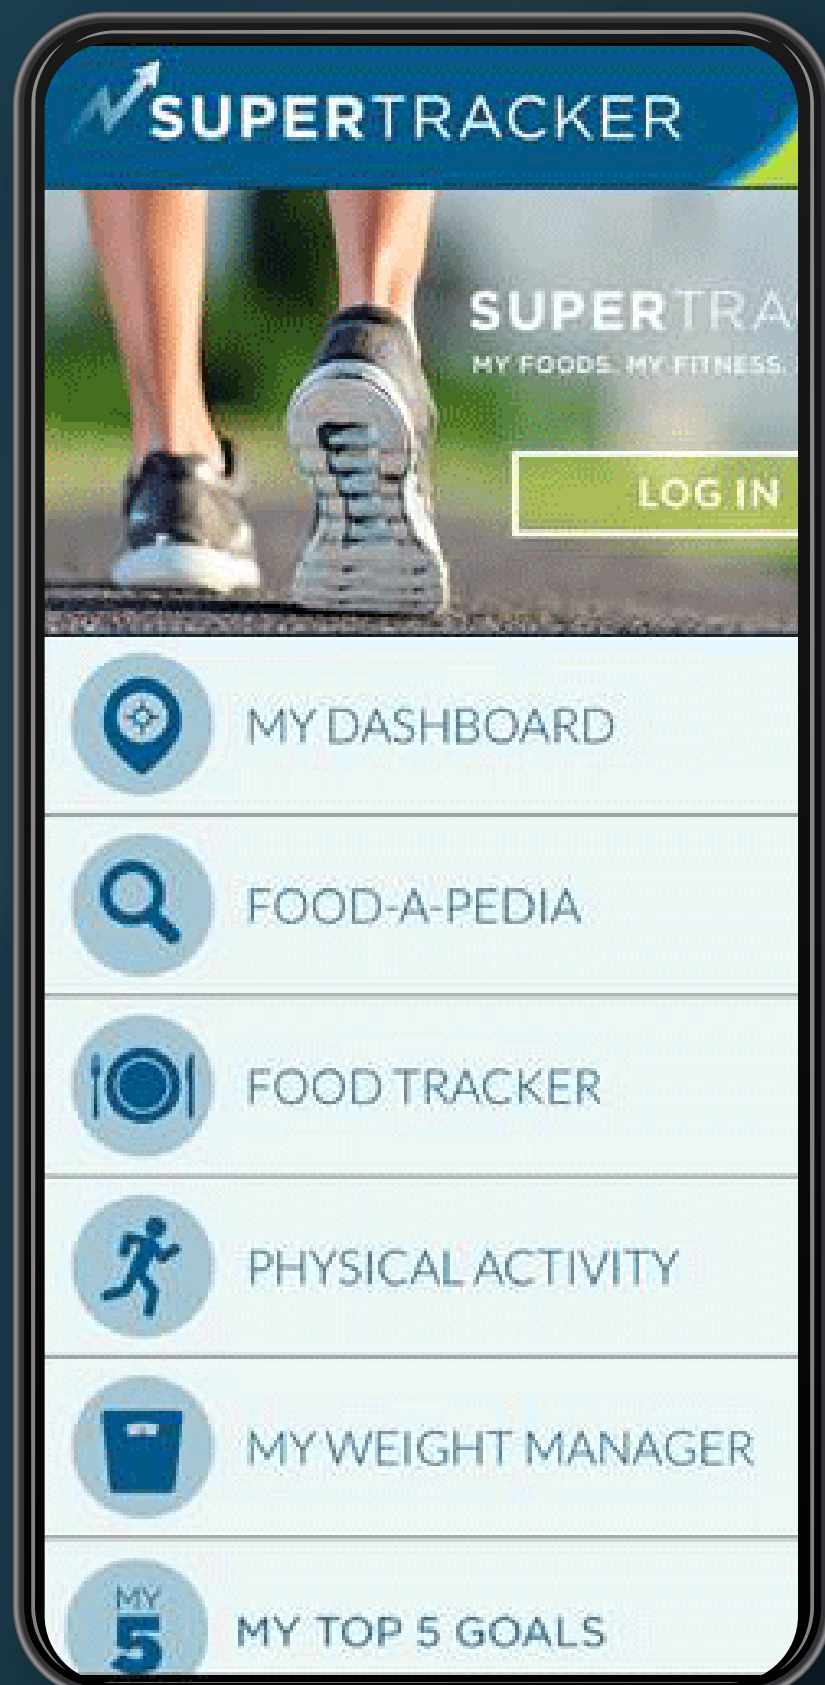 SUPERTRACKER
SUPERTRA
MY FOODS. MY FITNESS.
LOG IN
MY DASHBOARD
FOOD-A-PEDIA
FOOD TRACKER
PHYSICAL ACTIVITY
MY WEIGHT MANAGER
MY
5
MY TOP 5 GOALS